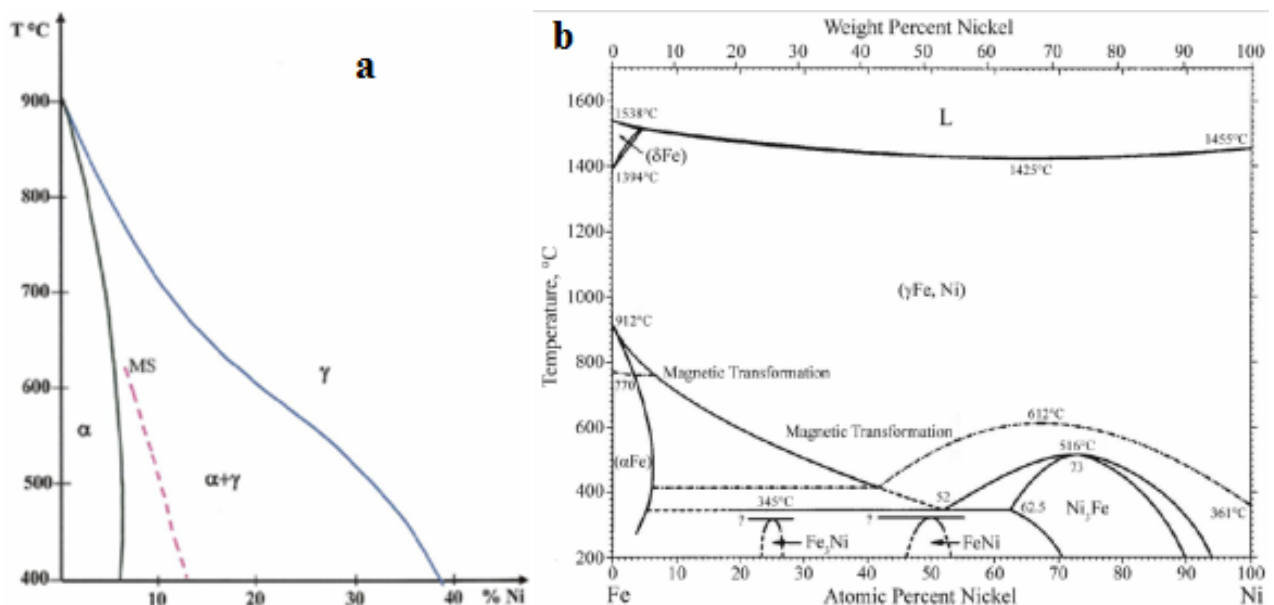 T °C
a
900
800
700
600
500
400
MS
γ
α
α+γ
10
20
30
40
% Ni
b
Weight Percent Nickel
0 10 20 30 40 50 60 70 80 90 100
1600
1400
1200
1000
800
600
400
200
Temperature, °C
1538°C
L
(δFe)
1455°C
1394°C
1425°C
(γFe, Ni)
912°C
770
Magnetic Transformation
Magnetic Transformation
612°C
516°C
73
(αFe)
345°C
52
62.5
Ni3Fe
361°C
?
?
Fe3Ni
FeNi
0 10 20 30 40 50 60 70 80 90 100
Fe
Atomic Percent Nickel
Ni